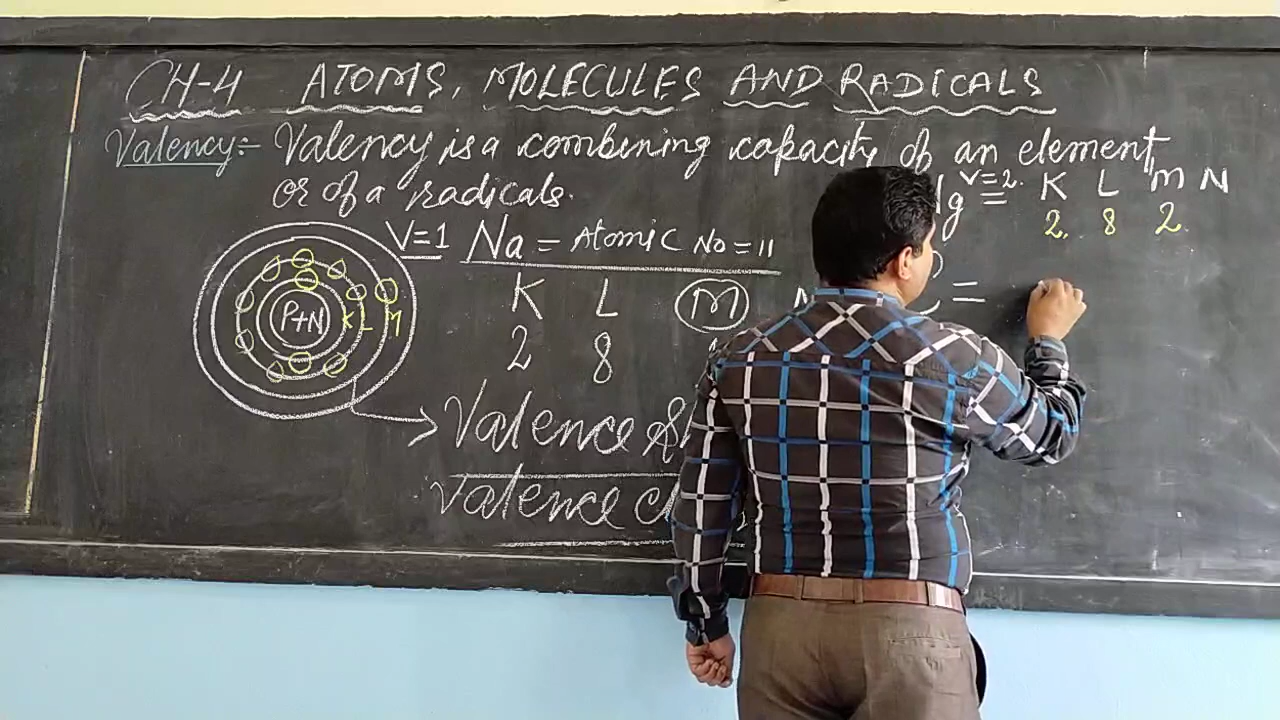 CH-4 ATOMS, MOLECULES AND RADICALS
Valency:- Valency is a combining capacity of an element
or of a radicals.
V=1 Na = Atomic No = 11
K L M
2 8
P+N K L M
Valence
Valence
g = V=2. K L M N
2, 8 2.
=